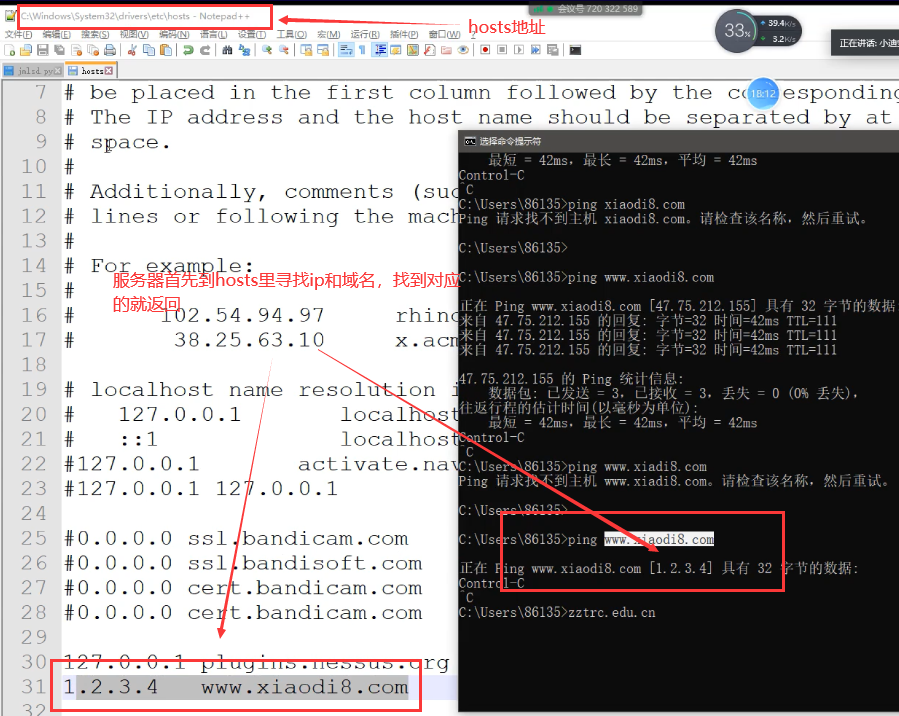 会议号 720 322 589
C:\Windows\System32\drivers\etc\hosts - Notepad++
hosts地址
文件(F) 编辑(E) 搜索(S) 视图(V) 编码(N) 语言(L) 设置(T) 工具(O) 宏(M) 运行(R) 插件(P) 窗口(W) ?
33%
39.4K/s
3.2K/s
正在讲话: 小迪
hosts
18:12
7 # be placed in the first column followed by the co esponding
8 # The IP address and the host name should be separated by at
9 # space.
10 #
11 # Additionally, comments (suc
12 # lines or following the mach
13 #
14 # For example:
15 #
16 # 102.54.94.97 rhino
17 # 38.25.63.10 x.acm
18
19 # localhost name resolution i
20 # 127.0.0.1 localhost
21 # ::1 localhost
22 #127.0.0.1 activate.nav
23 #127.0.0.1 127.0.0.1
24
25 #0.0.0.0 ssl.bandicam.com
26 #0.0.0.0 ssl.bandisoft.com
27 #0.0.0.0 cert.bandicam.com
28 #0.0.0.0 cert.bandicam.com
29
30 127.0.0.1 plugins.nessus.org
31 1.2.3.4 www.xiaodi8.com
32
服务器首先到hosts里寻找ip和域名，找到对应
的就返回
选择命令提示符
最短 = 42ms，最长 = 42ms，平均 = 42ms
Control-C
^C
C:\Users\86135>ping xiaodi8.com
Ping 请求找不到主机 xiaodi8.com。请检查该名称，然后重试。
C:\Users\86135>
C:\Users\86135>ping www.xiaodi8.com
正在 Ping www.xiaodi8.com [47.75.212.155] 具有 32 字节的数据
来自 47.75.212.155 的回复: 字节=32 时间=42ms TTL=111
来自 47.75.212.155 的回复: 字节=32 时间=42ms TTL=111
来自 47.75.212.155 的回复: 字节=32 时间=42ms TTL=111
47.75.212.155 的 Ping 统计信息:
数据包: 已发送 = 3，已接收 = 3，丢失 = 0 (0% 丢失)，
往返行程的估计时间(以毫秒为单位):
最短 = 42ms，最长 = 42ms，平均 = 42ms
Control-C
^C
C:\Users\86135>ping www.xiadi8.com
Ping 请求找不到主机 www.xiadi8.com。请检查该名称，然后重试。
C:\Users\86135>
C:\Users\86135>ping www.xiaodi8.com
正在 Ping www.xiaodi8.com [1.2.3.4] 具有 32 字节的数据:
Control-C
^C
C:\Users\86135>zztrc.edu.cn